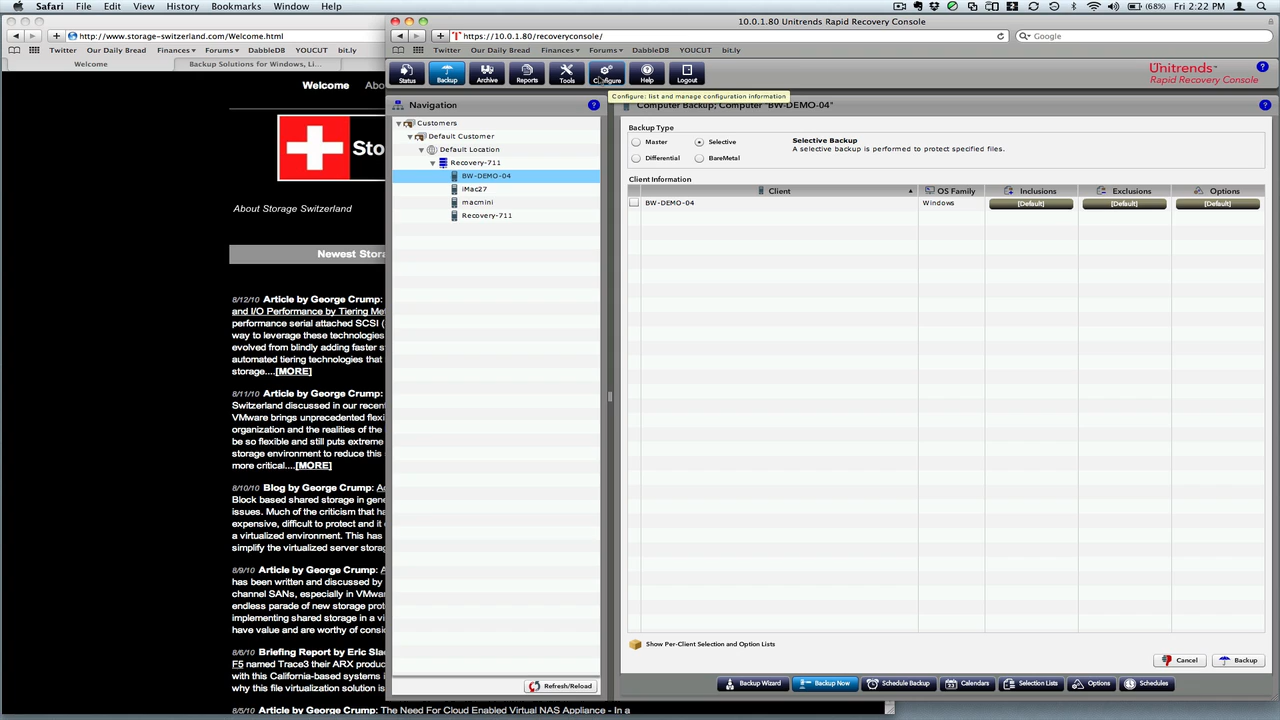 Safari File Edit View History Bookmarks Window Help (68%) Fri 2:22 PM
http://www.storage-switzerland.com/Welcome.html
Twitter Our Daily Bread Finances Forums DabbleDB YOUCUT bit.ly
Welcome Backup Solutions for Windows, Li...
Welcome Abo
Sto
About Storage Switzerland
Newest Stora
8/12/10 Article by George Crump:
and I/O Performance by Tiering Met
performance serial attached SCSI (
way to leverage these technologies
evolved from blindly adding faster s
automated tiering technologies that
storage....[MORE]
8/11/10 Article by George Crump:
Switzerland discussed in our recent
VMware brings unprecedented flexi
organization and the realities of the
be so flexible and still puts extreme
storage environment to reduce this
more critical....[MORE]
8/10/10 Blog by George Crump: A
Block based shared storage in gene
issues. Much of the criticism that ha
expensive, difficult to protect and it
a virtualized environment. This has
simplify the virtualized server storag
8/9/10 Article by George Crump: A
has been written and discussed by
channel SANs, especially in VMwa
endless parade of new storage prot
implementing shared storage in a vi
have value and are worthy of consi
8/6/10 Briefing Report by Eric Slac
F5 named Trace3 their ARX produc
with this California-based systems i
why this file virtualization solution is
8/5/10 Article by George Crump: The Need For Cloud Enabled Virtual NAS Appliance - In a
10.0.1.80 Unitrends Rapid Recovery Console
https://10.0.1.80/recoveryconsole/
Google
Twitter Our Daily Bread Finances Forums DabbleDB YOUCUT bit.ly
Status Backup Archive Reports Tools Configure Help Logout
Unitrends
Rapid Recovery Console
Configure: list and manage configuration information
Navigation
Customers
Default Customer
Default Location
Recovery-711
BW-DEMO-04
iMac27
macmini
Recovery-711
Refresh/Reload
Computer Backup; Computer "BW-DEMO-04"
Backup Type
Master Selective
Differential BareMetal
Selective Backup
A selective backup is performed to protect specified files.
Client Information
Client OS Family Inclusions Exclusions Options
BW-DEMO-04 Windows [Default] [Default] [Default]
Show Per-Client Selection and Option Lists
Cancel Backup
Backup Wizard Backup Now Schedule Backup Calendars Selection Lists Options Schedules